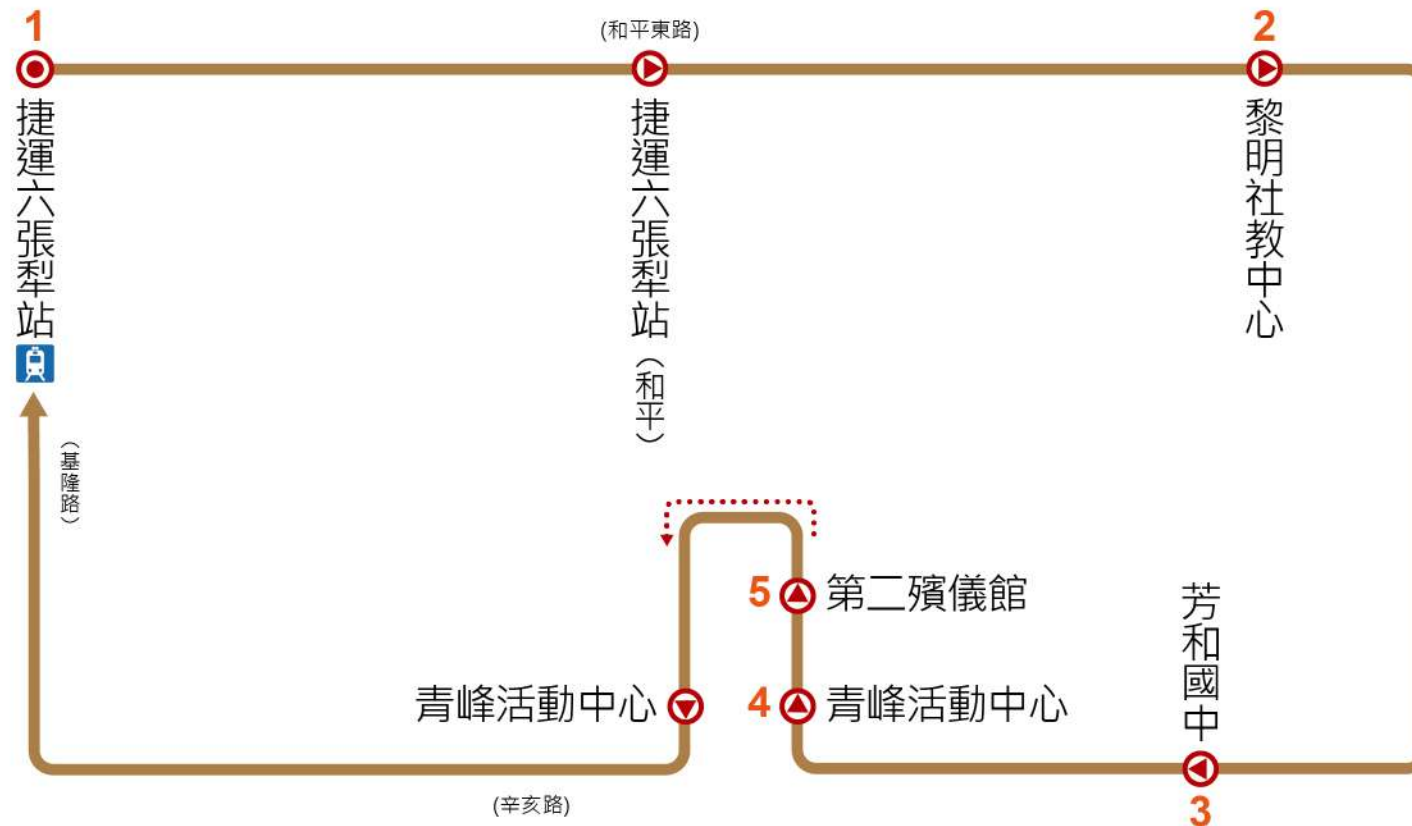 1
(和平東路)
2
捷運六張犁站
捷運六張犁站(和平)
黎明社教中心
(基隆路)
5 第二殯儀館
芳和國中
青峰活動中心
4 青峰活動中心
(辛亥路)
3